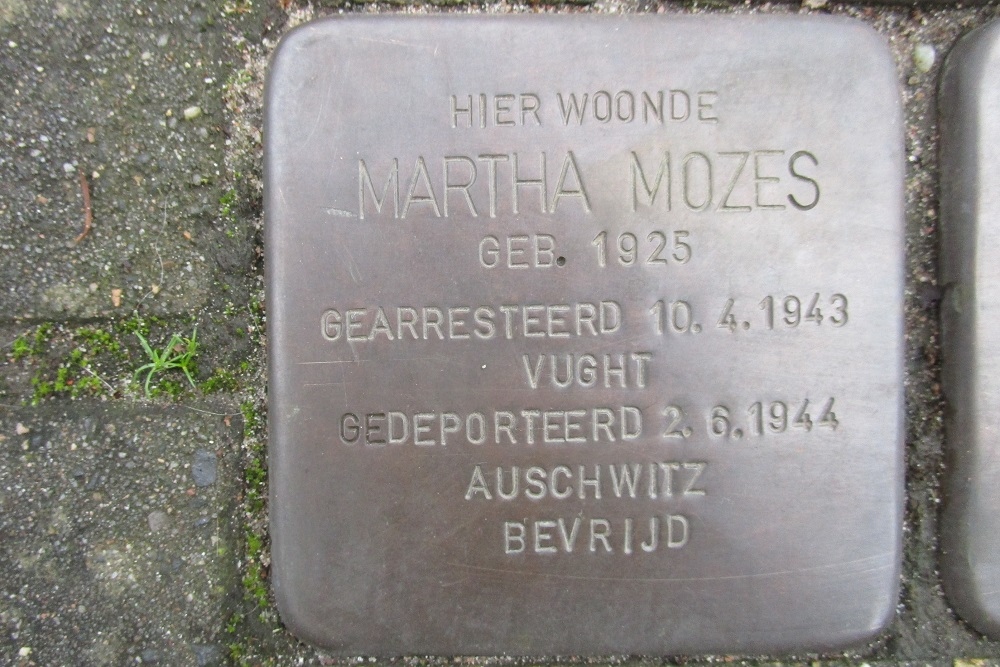 HIER WOONDE
MARTHA MOZES
GEB. 1925
GEARRESTEERD 10.4.1943
VUGHT
GEDEPORTEERD 2.6.1944
AUSCHWITZ
BEVRIJD